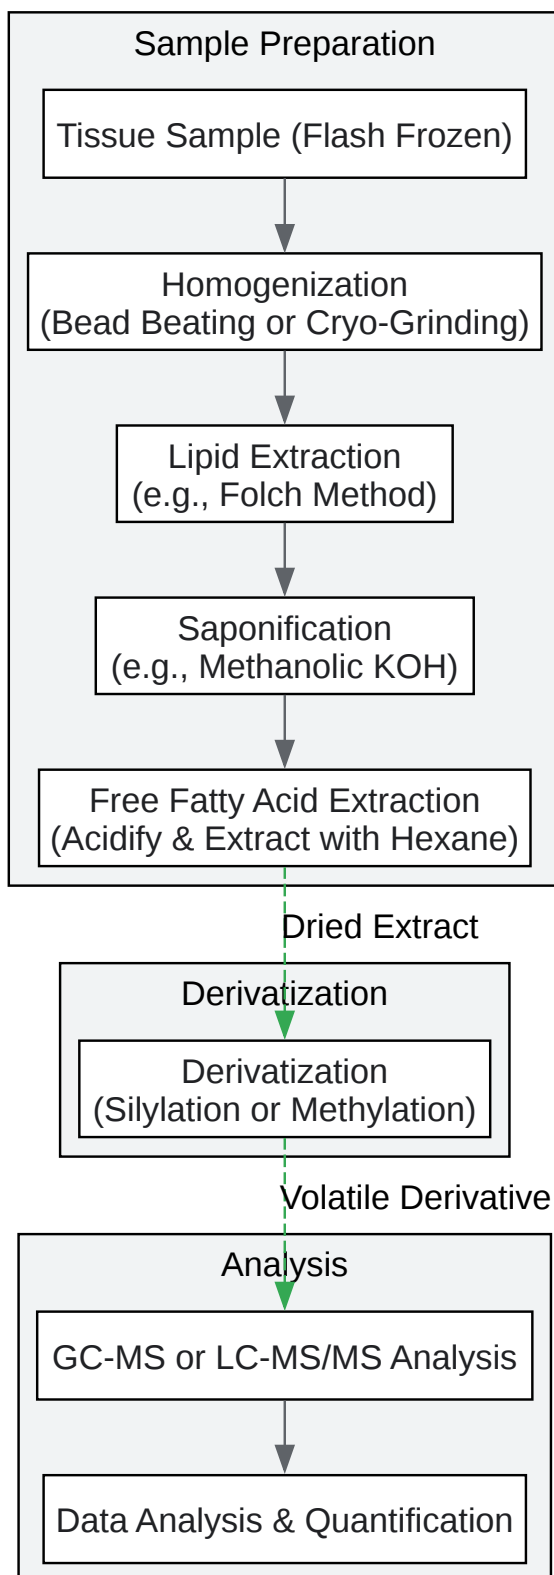 Sample Preparation
Tissue Sample (Flash Frozen)
Homogenization
(Bead Beating or Cryo-Grinding)
Lipid Extraction
(e.g., Folch Method)
Saponification
(e.g., Methanolic KOH)
Free Fatty Acid Extraction
(Acidify & Extract with Hexane)
Dried Extract
Derivatization
Derivatization
(Silylation or Methylation)
Volatile Derivative
Analysis
GC-MS or LC-MS/MS Analysis
Data Analysis & Quantification